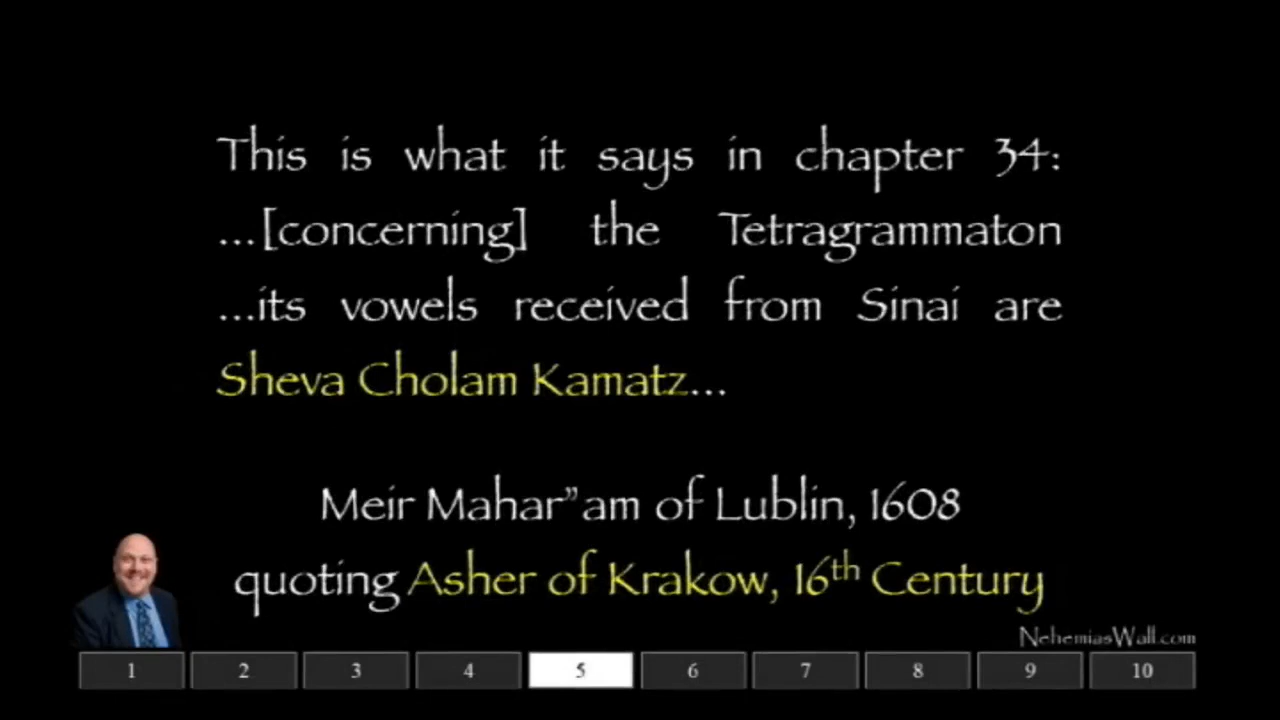 This is what it says in chapter 34:
...[concerning] the Tetragrammaton
...its vowels received from Sinai are
Sheva Cholam Kamatz...
Meir Mahar”am of Lublin, 1608
quoting Asher of Krakow, 16th Century
NehemiasWall.com
1 2 3 4 5 6 7 8 9 10